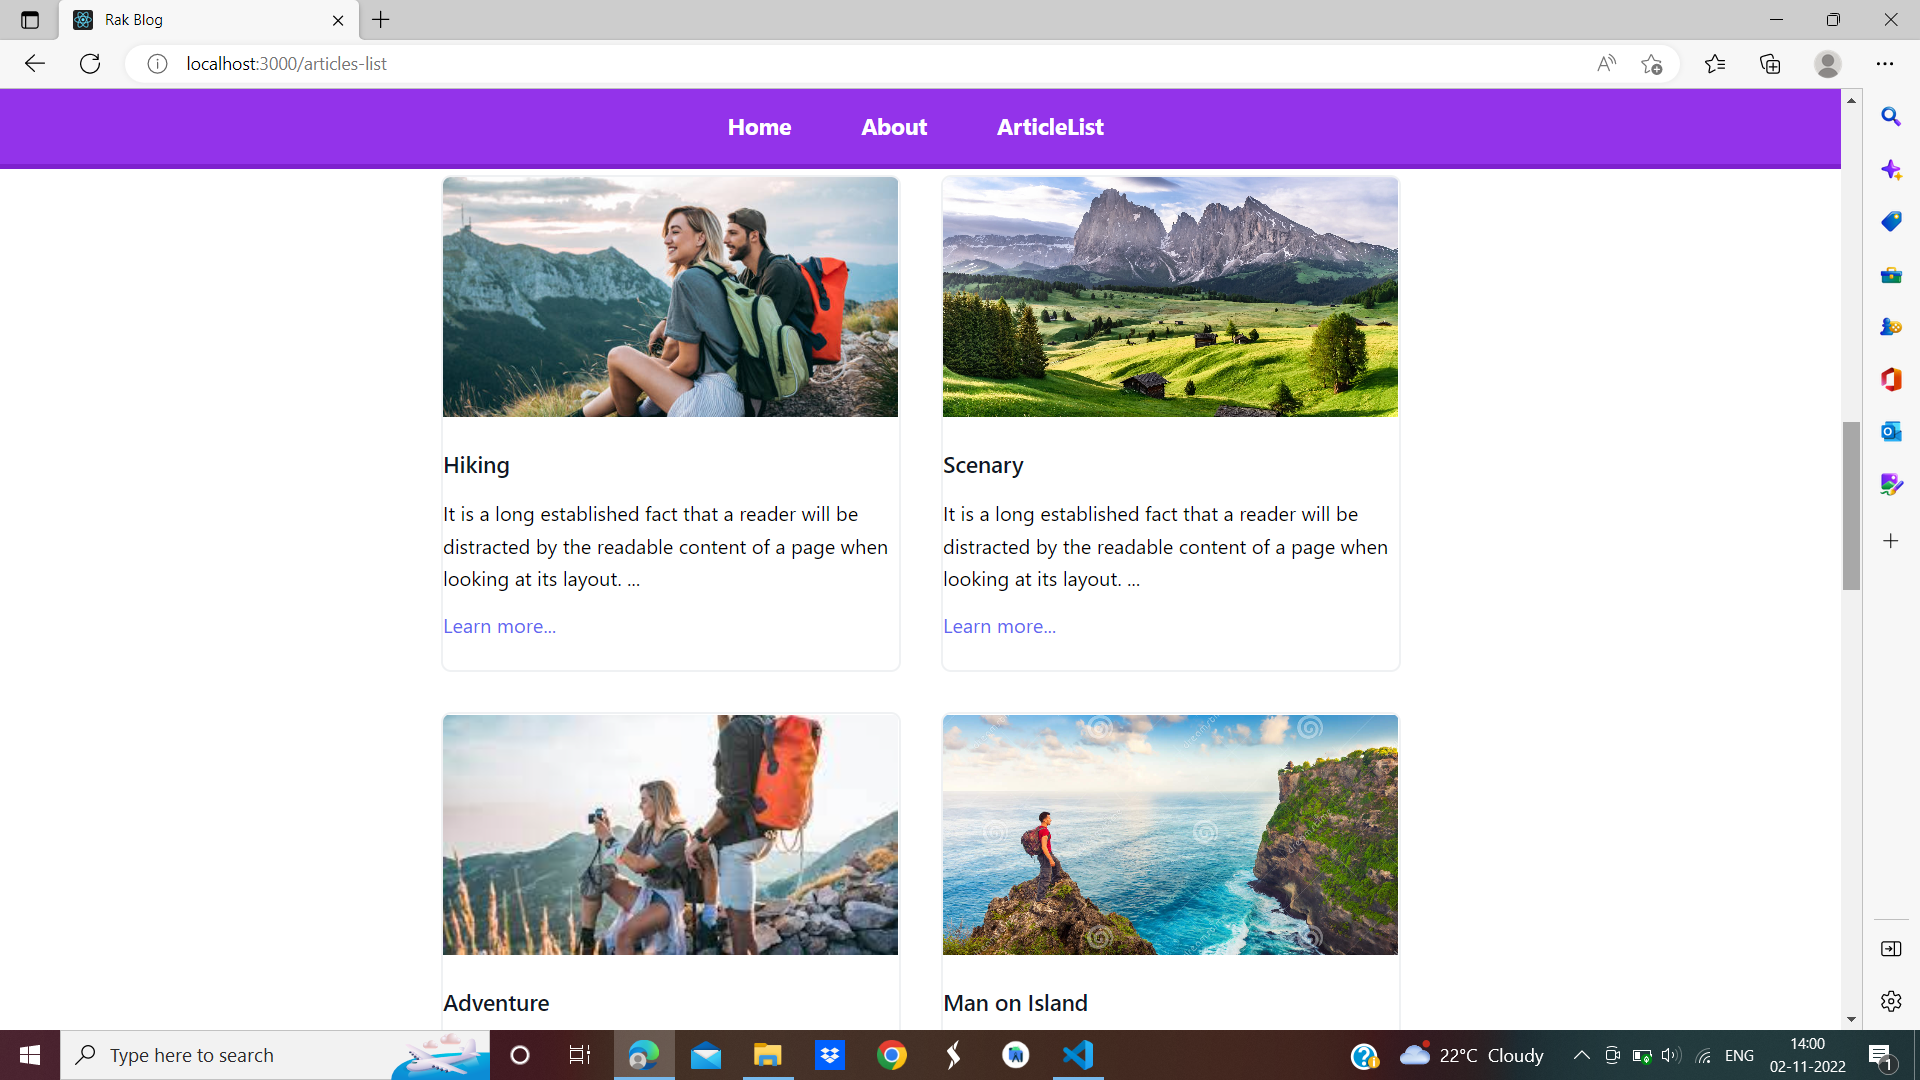 Rak Blog
localhost:3000/articles-list
Home About ArticleList
Hiking
It is a long established fact that a reader will be
distracted by the readable content of a page when
looking at its layout. ...
Learn more...
Scenary
It is a long established fact that a reader will be
distracted by the readable content of a page when
looking at its layout. ...
Learn more...
Adventure
Man on Island
Type here to search
22°C Cloudy
ENG
14:00
02-11-2022
1